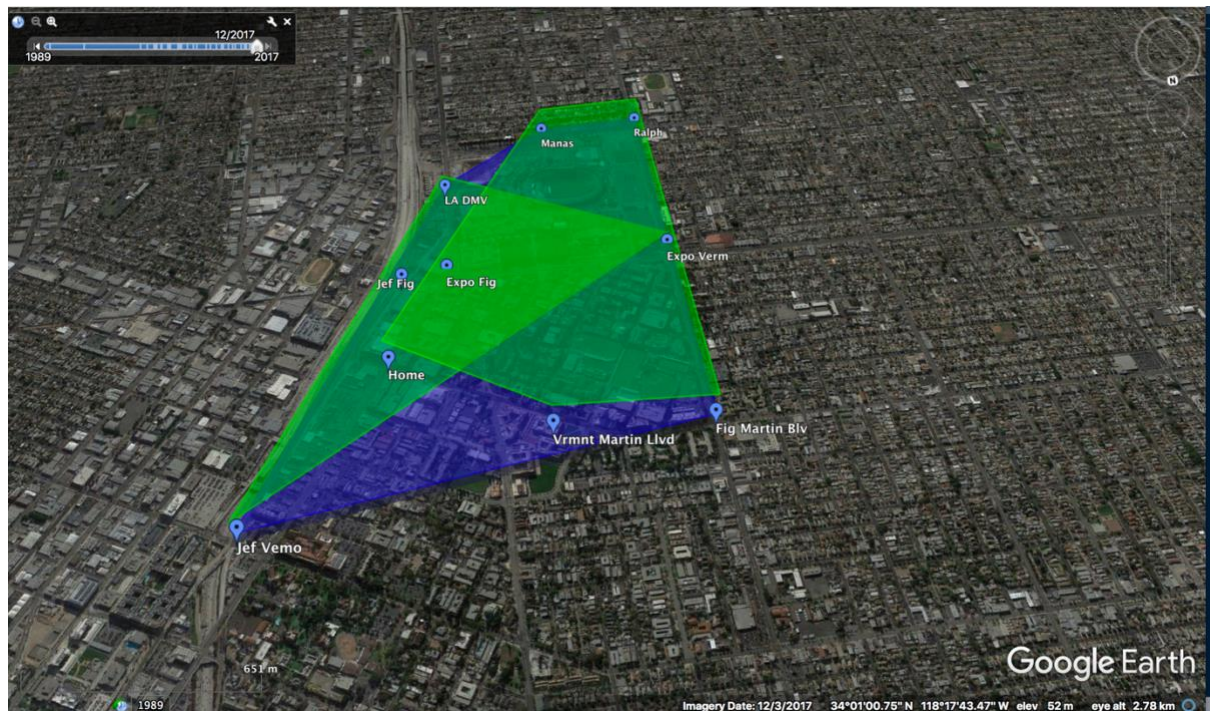 12/2017
1989
2017
N
Manas
Ralph
LA DMV
Expo Verm
Jef Fig
Expo Fig
Home
Fig Martin Blv
Vrmnt Martin Llvd
Jef Vemo
651 m
Google Earth
1989
Imagery Date: 12/3/2017 34°01'00.75" N 118°17'43.47" W elev 52 m eye alt 2.78 km